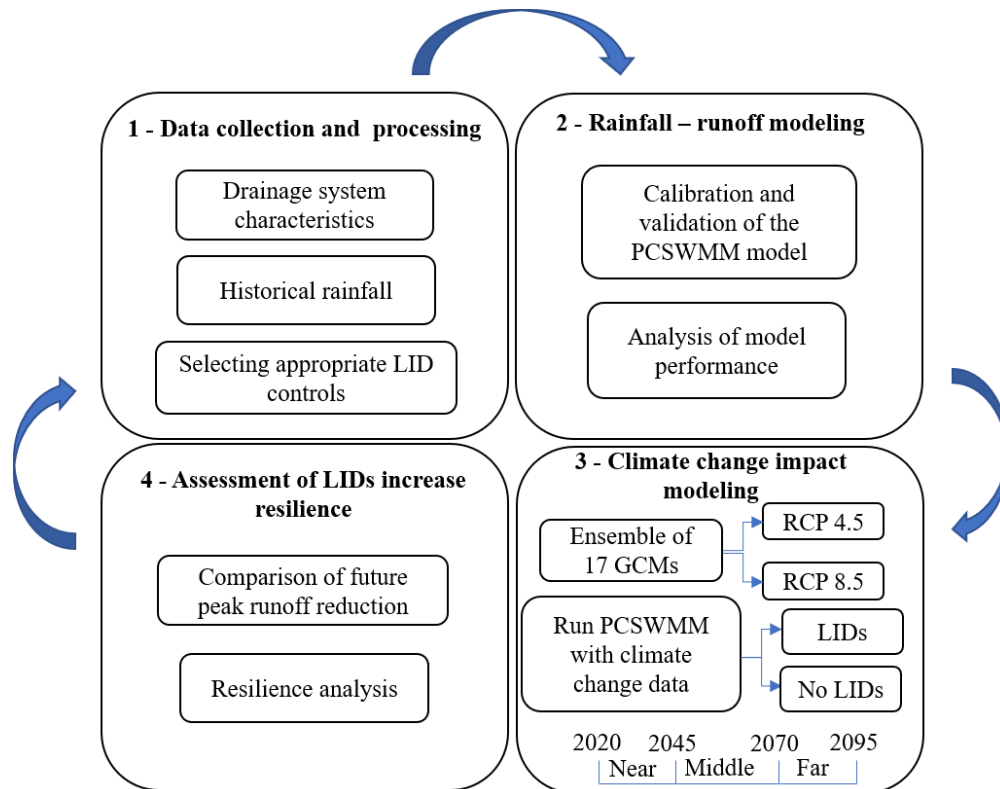 1 - Data collection and  processing
Drainage system
characteristics
Historical rainfall
Selecting appropriate LID
controls
2 - Rainfall – runoff modeling
Calibration and
validation of the
PCSWMM model
Analysis of model
performance
3 - Climate change impact
modeling
Ensemble of
17 GCMs
RCP 4.5
RCP 8.5
Run PCSWMM
with climate
change data
LIDs
No LIDs
2020 2045 2070 2095
Near Middle Far
4 - Assessment of LIDs increase
resilience
Comparison of future
peak runoff reduction
Resilience analysis